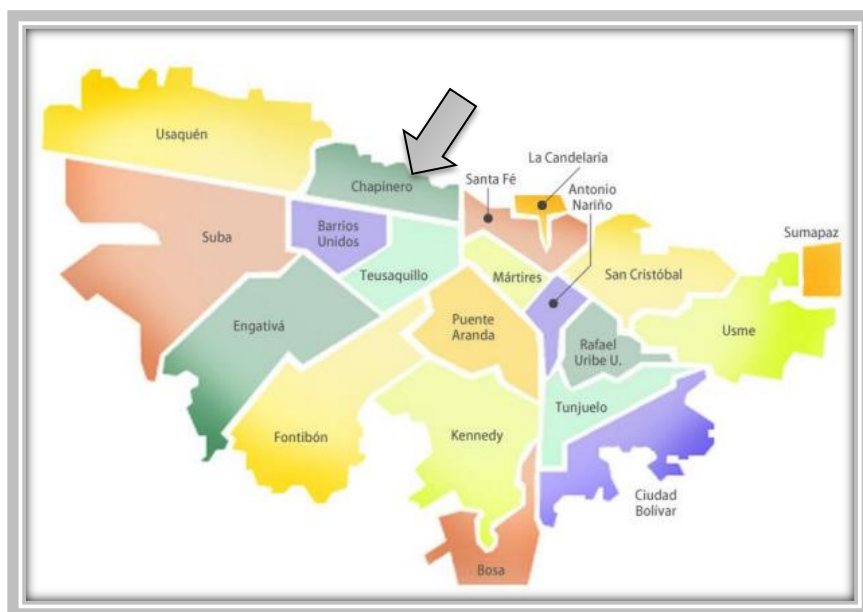 Usaquén
Chapinero
Santa Fé
La Candelaría
Antonio
Nariño
Sumapaz
Suba
Barrios
Unidos
Teusaquillo
Mártires
San Cristóbal
Engativá
Puente
Aranda
Rafael
Uribe U.
Usme
Fontibón
Kennedy
Tunjuelo
Ciudad
Bolívar
Bosa